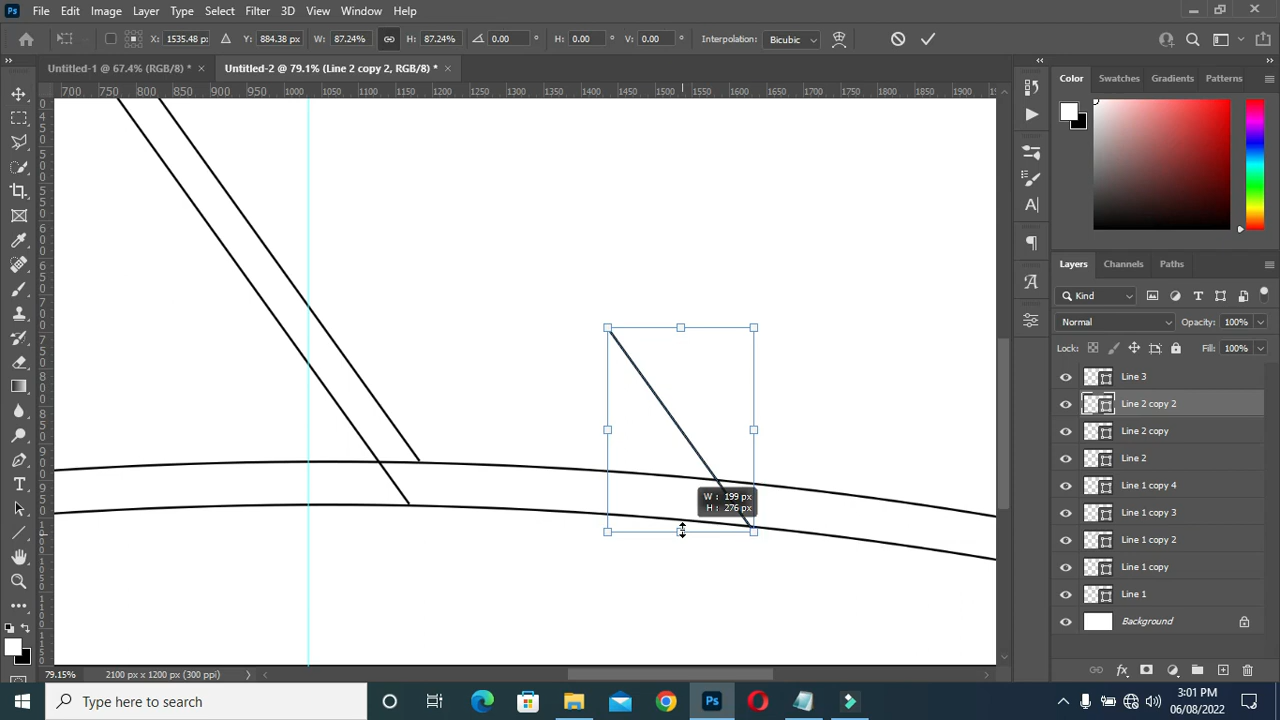 Ps File Edit Image Layer Type Select Filter 3D View Window Help
X: 1535.48 px Y: 884.38 px W: 87.24% H: 87.24% 0.00 ° H: 0.00 ° V: 0.00 ° Interpolation: Bicubic
Untitled-1 @ 67.4% (RGB/8) * × Untitled-2 @ 79.1% (Line 2 copy 2, RGB/8) * ×
Color Swatches Gradients Patterns
700 750 800 850 900 950 1000 1050 1100 1150 1200 1250 1300 1350 1400 1450 1500 1550 1600 1650 1700 1750 1800 1850 1900
Layers Channels Paths
Kind
Normal Opacity: 100%
Lock: Fill: 100%
Line 3
Line 2 copy 2
Line 2 copy
Line 2
Line 1 copy 4
Line 1 copy 3
Line 1 copy 2
Line 1 copy
Line 1
Background
W : 199 px
H : 276 px
79.15% 2100 px x 1200 px (300 ppi)
Type here to search
Ps
3:01 PM
06/08/2022